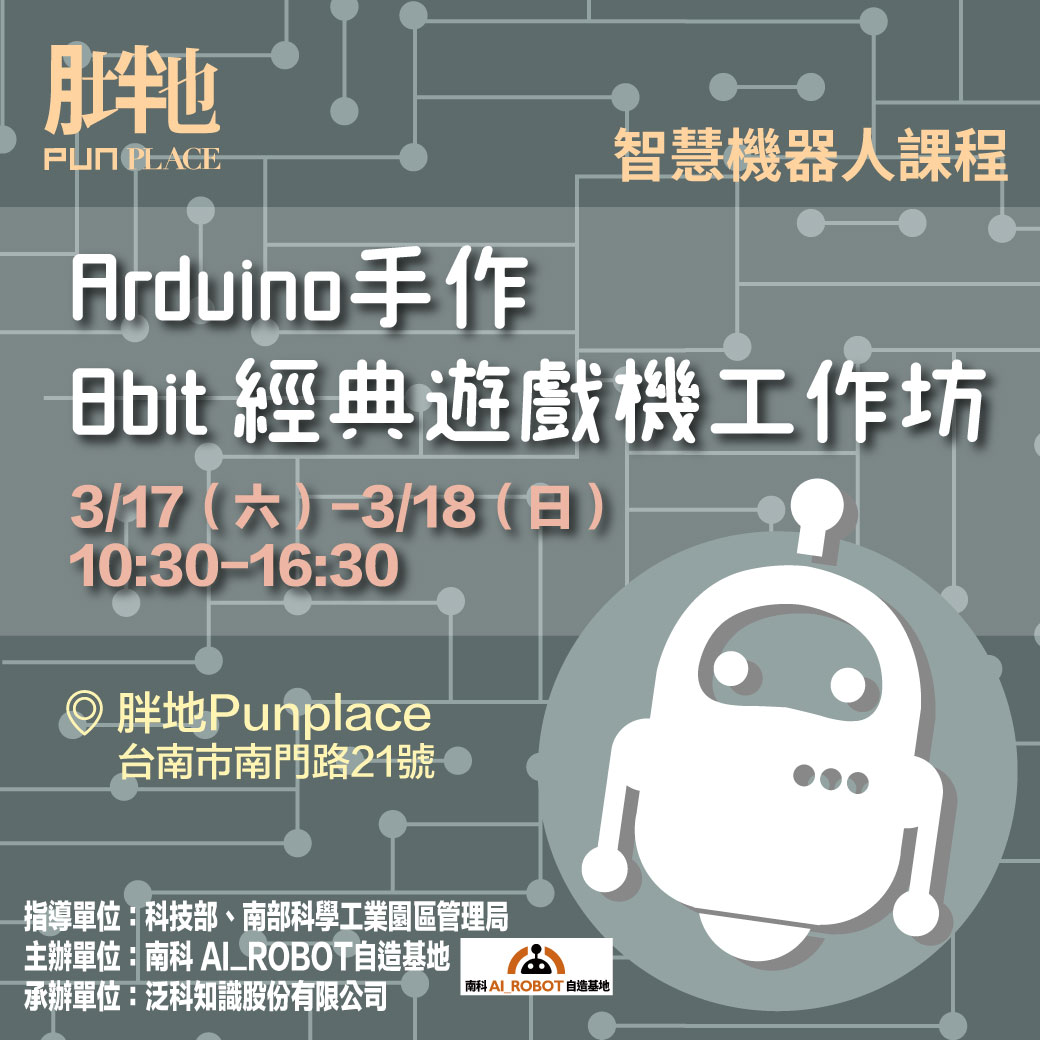 胖地
PUN PLACE
智慧機器人課程
Arduino手作
8bit 經典遊戲機工作坊
3/17（六）-3/18（日）
10:30-16:30
胖地Punplace
台南市南門路21號
指導單位：科技部、南部科學工業園區管理局
主辦單位：南科 AI_ROBOT自造基地
南科 AI_ROBOT 自造基地
承辦單位：泛科知識股份有限公司